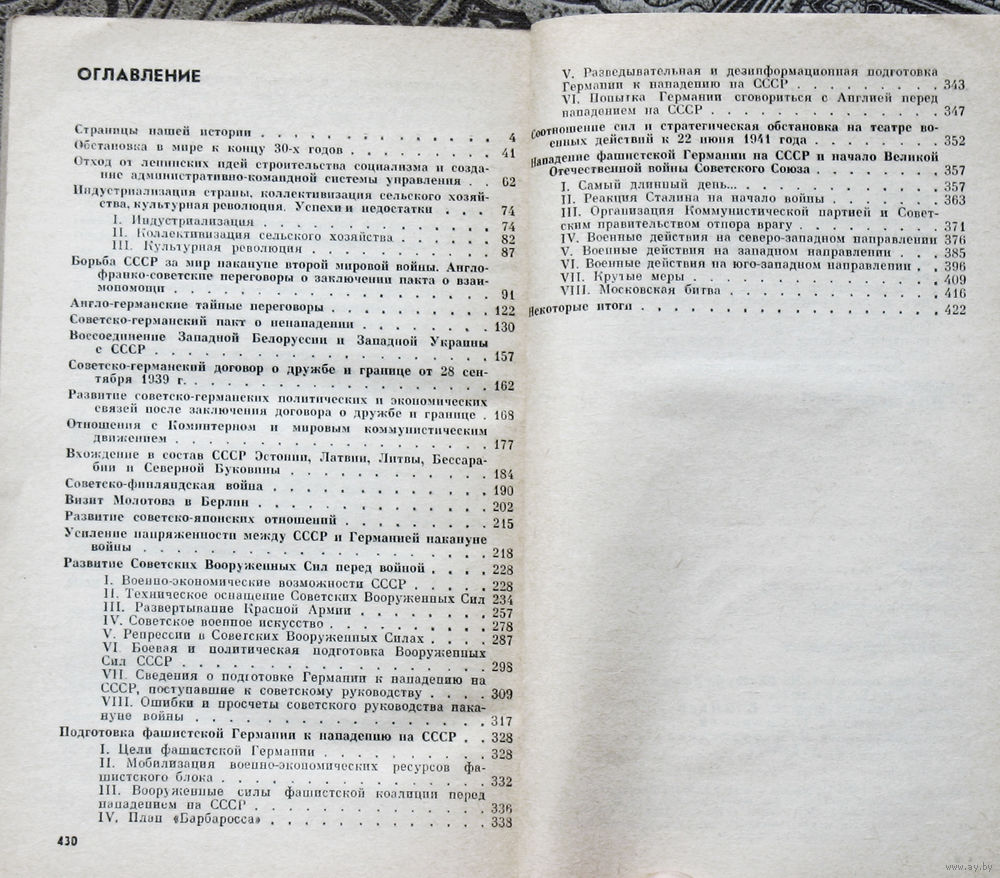 ОГЛАВЛЕНИЕ
Страницы нашей истории . . . . . . . . . . . . 4
Обстановка в мире к концу 30-х годов . . . . . . . . 41
Отход от ленинских идей строительства социализма и созда-
ние административно-командной системы управления . . 62
Индустриализация страны, коллективизация сельского хозяй-
ства, культурная революция. Успехи и недостатки . . . 74
I. Индустриализация . . . . . . . . . . . . 74
II. Коллективизация сельского хозяйства . . . . . 82
III. Культурная революция . . . . . . . . . . 87
Борьба СССР за мир накануне второй мировой войны. Англо-
франко-советские переговоры о заключении пакта о взаи-
мопомощи . . . . . . . . . . . . . . . . 91
Англо-германские тайные переговоры . . . . . . . . 122
Советско-германский пакт о ненападении . . . . . . . 130
Воссоединение Западной Белоруссии и Западной Украины
с СССР . . . . . . . . . . . . . . . . . 157
Советско-германский договор о дружбе и границе от 28 сен-
тября 1939 г. . . . . . . . . . . . . . . . 162
Развитие советско-германских политических и экономических
связей после заключения договора о дружбе и границе . 168
Отношения с Коминтерном и мировым коммунистическим
движением . . . . . . . . . . . . . . . . 177
Вхождение в состав СССР Эстонии, Латвии, Литвы, Бессара-
бии и Северной Буковины . . . . . . . . . . 184
Советско-финляндская война . . . . . . . . . . . 190
Визит Молотова в Берлин . . . . . . . . . . . . 202
Развитие советско-японских отношений . . . . . . . . 215
Усиление напряженности между СССР и Германией накануне
войны . . . . . . . . . . . . . . . . . 218
Развитие Советских Вооруженных Сил перед войной . . . . 228
I. Военно-экономические возможности СССР . . . . 228
II. Техническое оснащение Советских Вооруженных Сил 234
III. Развертывание Красной Армии . . . . . . . 257
IV. Советское военное искусство . . . . . . . . 278
V. Репрессии в Советских Вооруженных Силах . . . 287
VI. Боевая и политическая подготовка Вооруженных
Сил СССР . . . . . . . . . . . . . . . 298
VII. Сведения о подготовке Германии к нападению на
СССР, поступавшие к советскому руководству . . . . 309
VIII. Ошибки и просчеты советского руководства нака-
нуне войны . . . . . . . . . . . . . . 317
Подготовка фашистской Германии к нападению на СССР . . 328
I. Цели фашистской Германии . . . . . . . . . 328
II. Мобилизация военно-экономических ресурсов фа-
шистского блока . . . . . . . . . . . . . 332
III. Вооруженные силы фашистской коалиции перед
нападением на СССР . . . . . . . . . . . . 336
IV. План «Барбаросса» . . . . . . . . . . . 338
430
V. Разведывательная и дезинформационная подготовка
Германии к нападению на СССР . . . . . . . . 343
VI. Попытка Германии сговориться с Англией перед
нападением на СССР . . . . . . . . . . . . 347
Соотношение сил и стратегическая обстановка на театре во-
енных действий к 22 июня 1941 года . . . . . . . 352
Нападение фашистской Германии на СССР и начало Великой
Отечественной войны Советского Союза . . . . . . . 357
I. Самый длинный день... . . . . . . . . . . 357
II. Реакция Сталина на начало войны . . . . . . 363
III. Организация Коммунистической партией и Совет-
ским правительством отпора врагу . . . . . . . 371
IV. Военные действия на северо-западном направлении 376
V. Военные действия на западном направлении . . . 385
VI. Военные действия на юго-западном направлении . . 396
VII. Крутые меры . . . . . . . . . . . . . 409
VIII. Московская битва . . . . . . . . . . . 416
Некоторые итоги . . . . . . . . . . . . . . . 422
www.ay.by